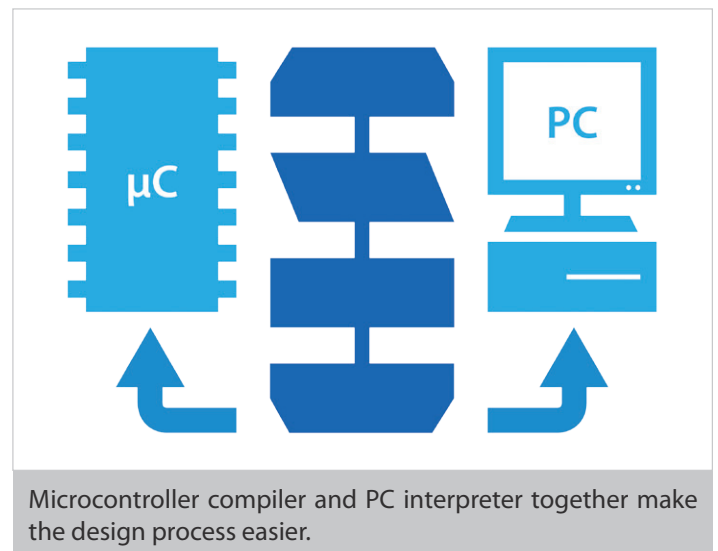 µC
PC
Microcontroller compiler and PC interpreter together make
the design process easier.